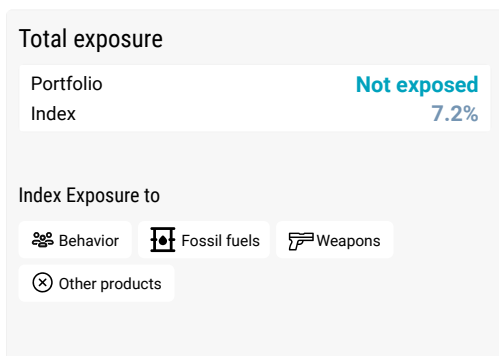 Total exposure
Portfolio Not exposed
Index 7.2%
Index Exposure to
Behavior Fossil fuels Weapons
Other products